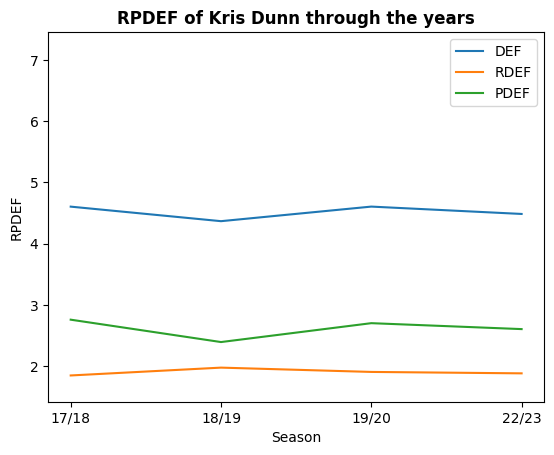 RPDEF of Kris Dunn through the years
DEF
RDEF
PDEF
7
6
5
4
3
2
RPDEF
17/18
18/19
19/20
22/23
Season